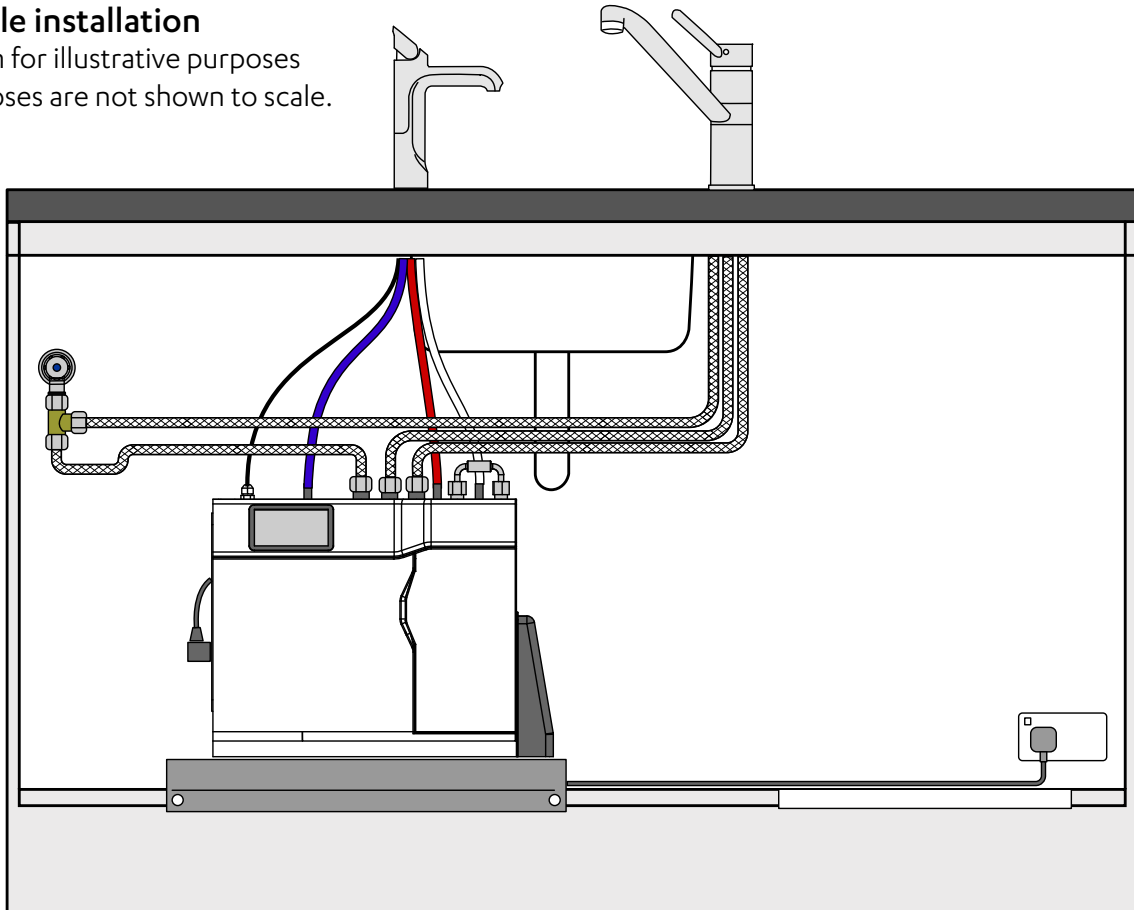 le installation
n for illustrative purposes
oses are not shown to scale.